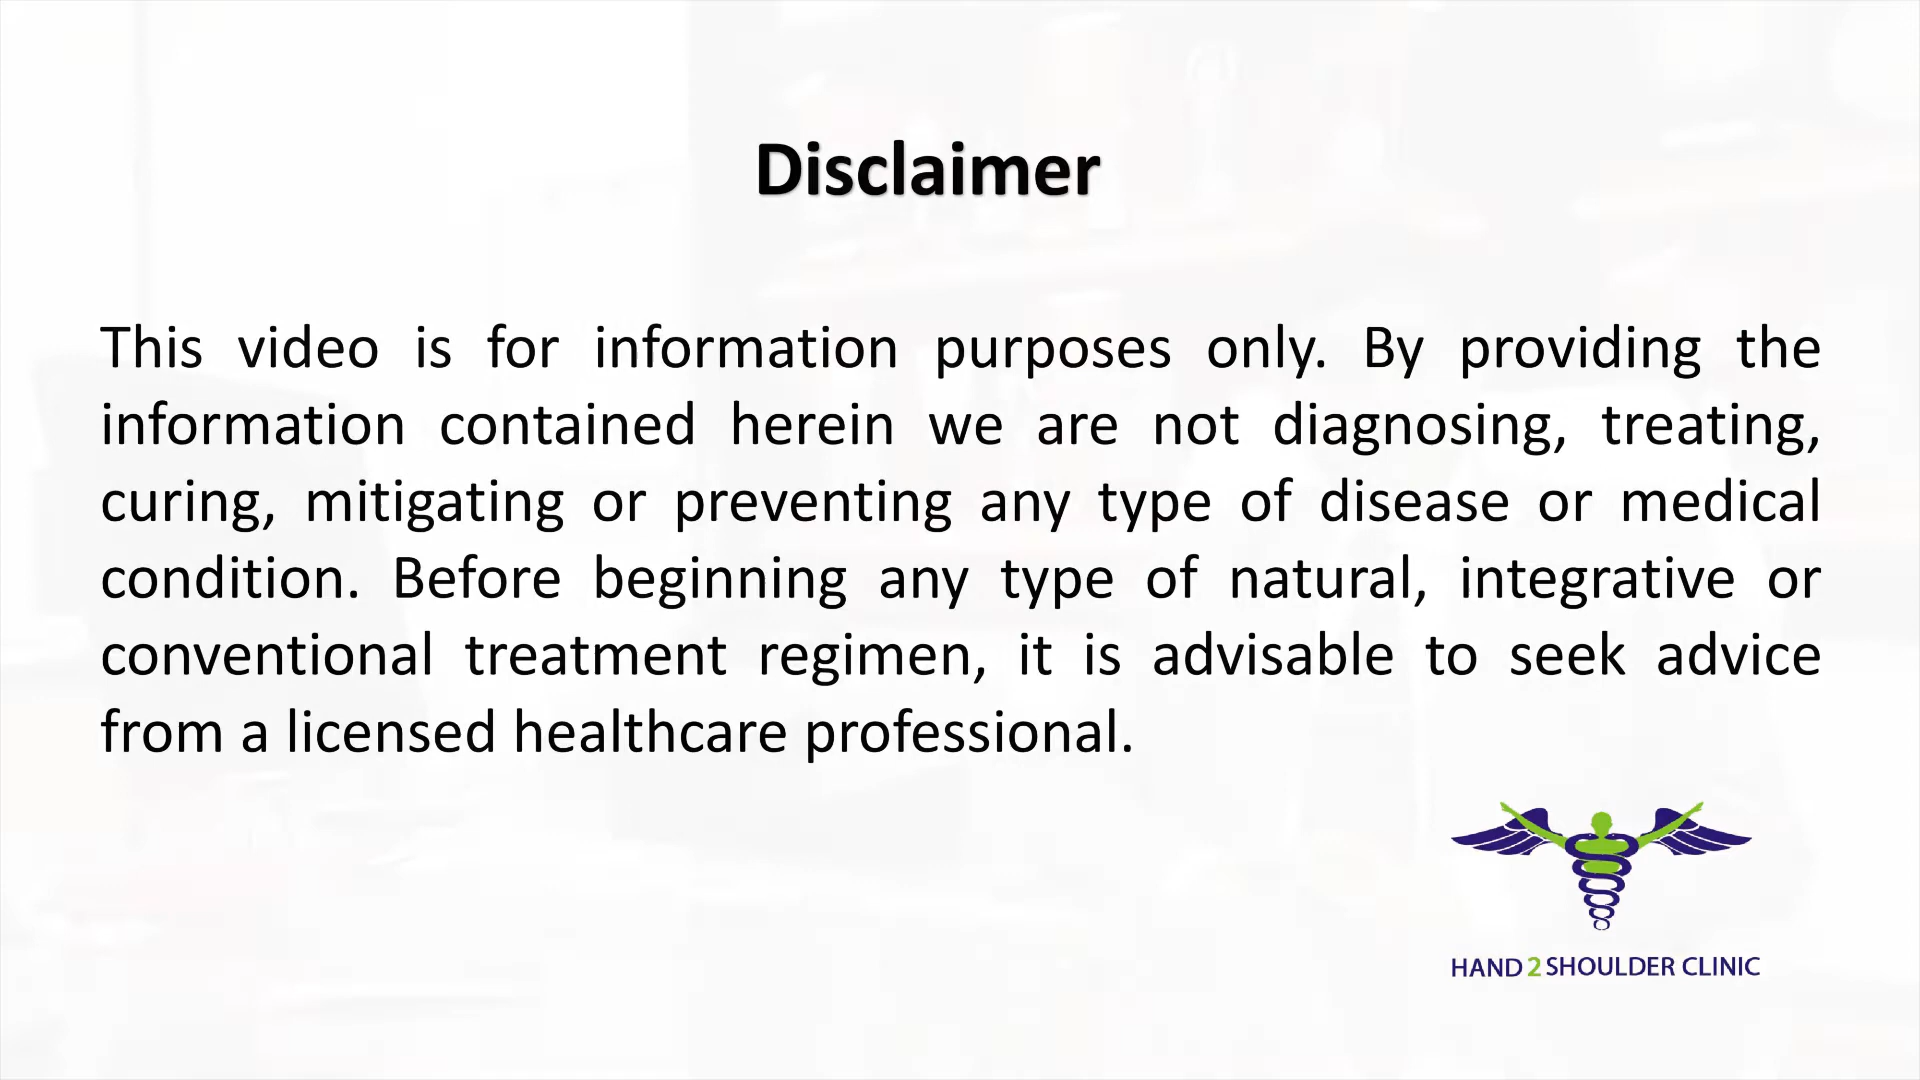 Disclaimer
This video is for information purposes only. By providing the
information contained herein we are not diagnosing, treating,
curing, mitigating or preventing any type of disease or medical
condition. Before beginning any type of natural, integrative or
conventional treatment regimen, it is advisable to seek advice
from a licensed healthcare professional.
HAND 2 SHOULDER CLINIC